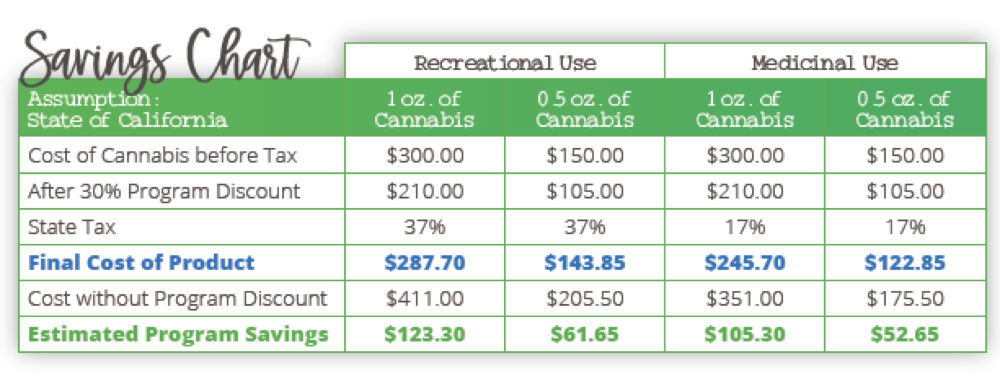 Savings Chart
Recreational Use Medicinal Use
Assumption:
State of California
1 oz. of
Cannabis
0 5 oz. of
Cannabis
1 oz. of
Cannabis
0 5 oz. of
Cannabis
Cost of Cannabis before Tax $300.00 $150.00 $300.00 $150.00
After 30% Program Discount $210.00 $105.00 $210.00 $105.00
State Tax 37% 37% 17% 17%
Final Cost of Product $287.70 $143.85 $245.70 $122.85
Cost without Program Discount $411.00 $205.50 $351.00 $175.50
Estimated Program Savings $123.30 $61.65 $105.30 $52.65